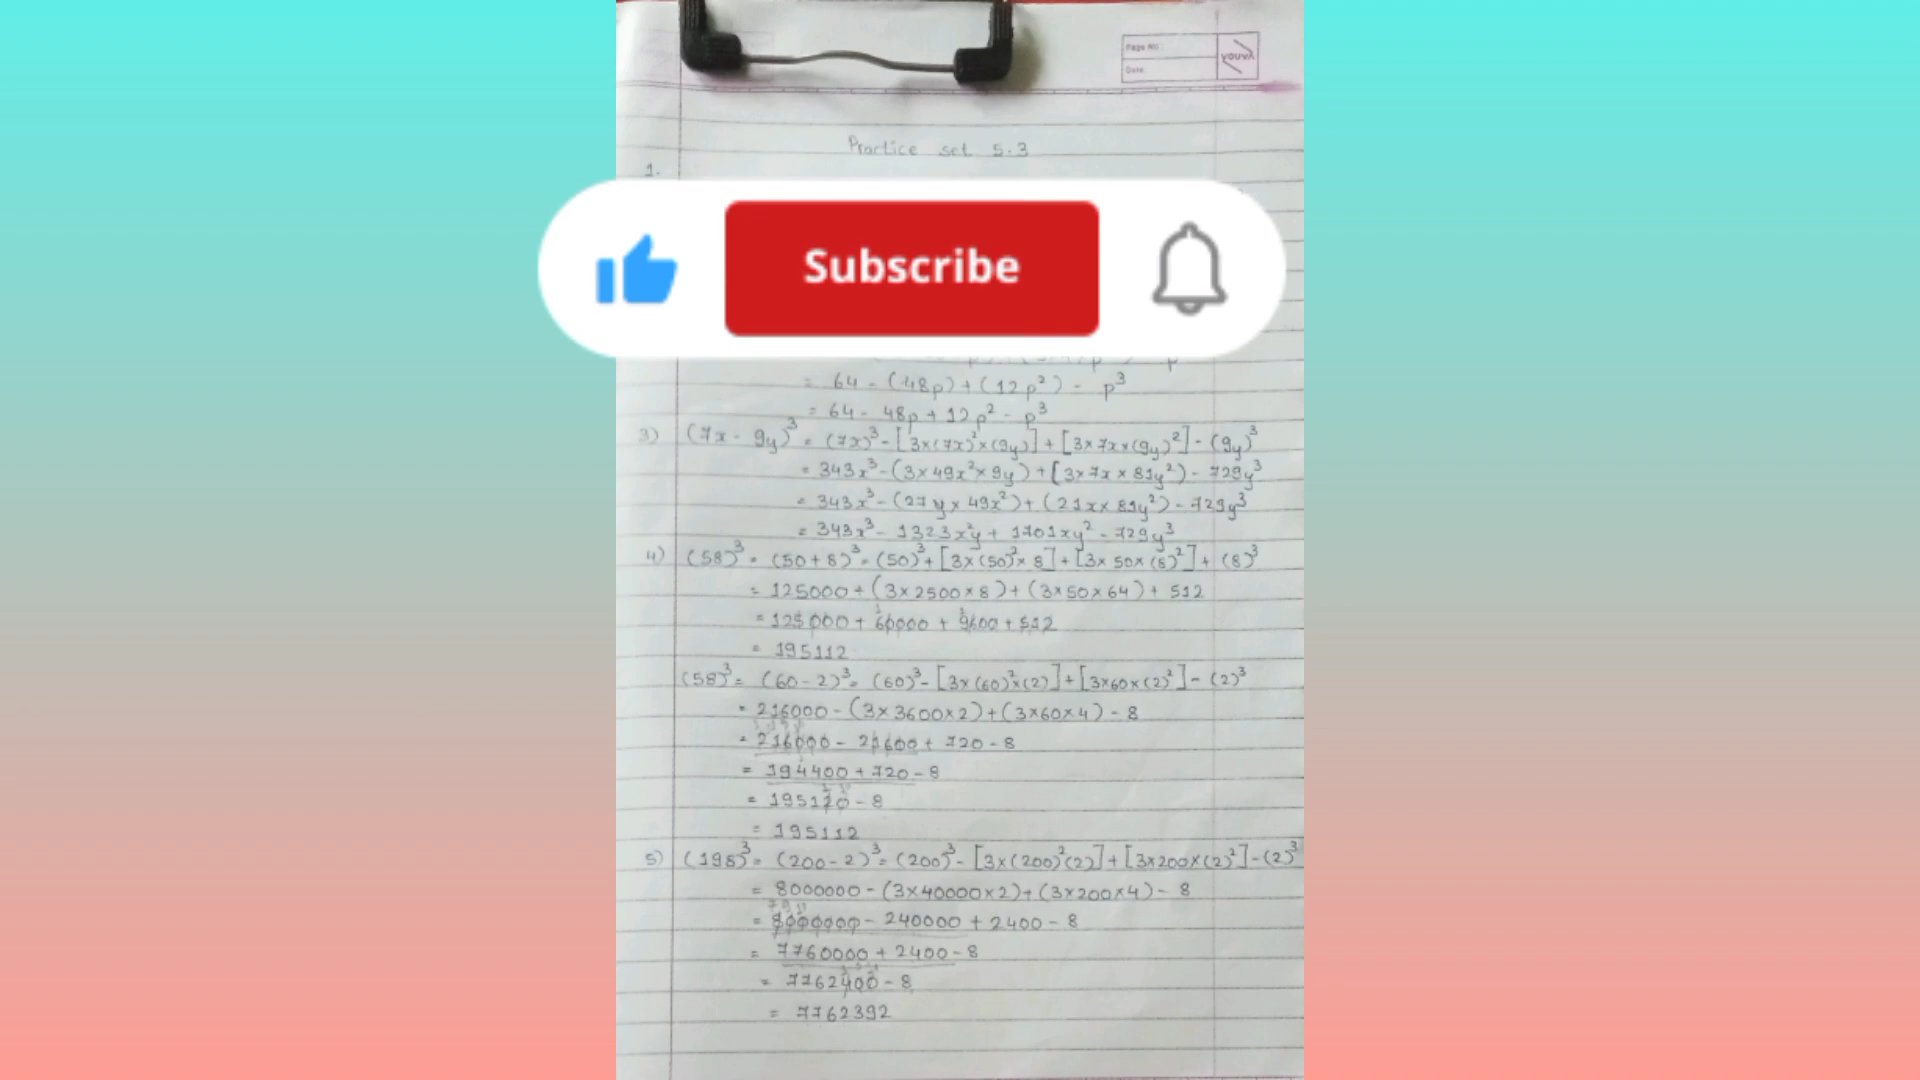 Page No:
Date:
YOUVA
Practice set 5.3
1.
Subscribe
= 64 - (48p) + (12p²) - p³
= 64 - 48p + 12p² - p³
3) (7x - 9y)³ = (7x)³ - [3×(7x)²×(9y)] + [3×7x×(9y)²] - (9y)³
= 343x³ - (3×49x²×9y) + [3×7x×81y²) - 729y³
= 343x³ - (27y×49x²) + (21x×81y²) - 729y³
= 343x³ - 1323x²y + 1701xy² - 729y³
4) (58)³ = (50+8)³ = (50)³ + [3×(50)²×8] + [3×50×(8)²] + (8)³
= 125000 + (3×2500×8) + (3×50×64) + 512
= 125000 + 60000 + 9600 + 512
= 195112
(58)³ = (60-2)³ = (60)³ - [3×(60)²×(2)] + [3×60×(2)²] - (2)³
= 216000 - (3×3600×2) + (3×60×4) - 8
= 216000 - 21600 + 720 - 8
= 194400 + 720 - 8
= 195120 - 8
= 195112
5) (198)³ = (200-2)³ = (200)³ - [3×(200)²(2)] + [3×200×(2)²] - (2)³
= 8000000 - (3×40000×2) + (3×200×4) - 8
= 8000000 - 240000 + 2400 - 8
= 7760000 + 2400 - 8
= 7762400 - 8
= 7762392